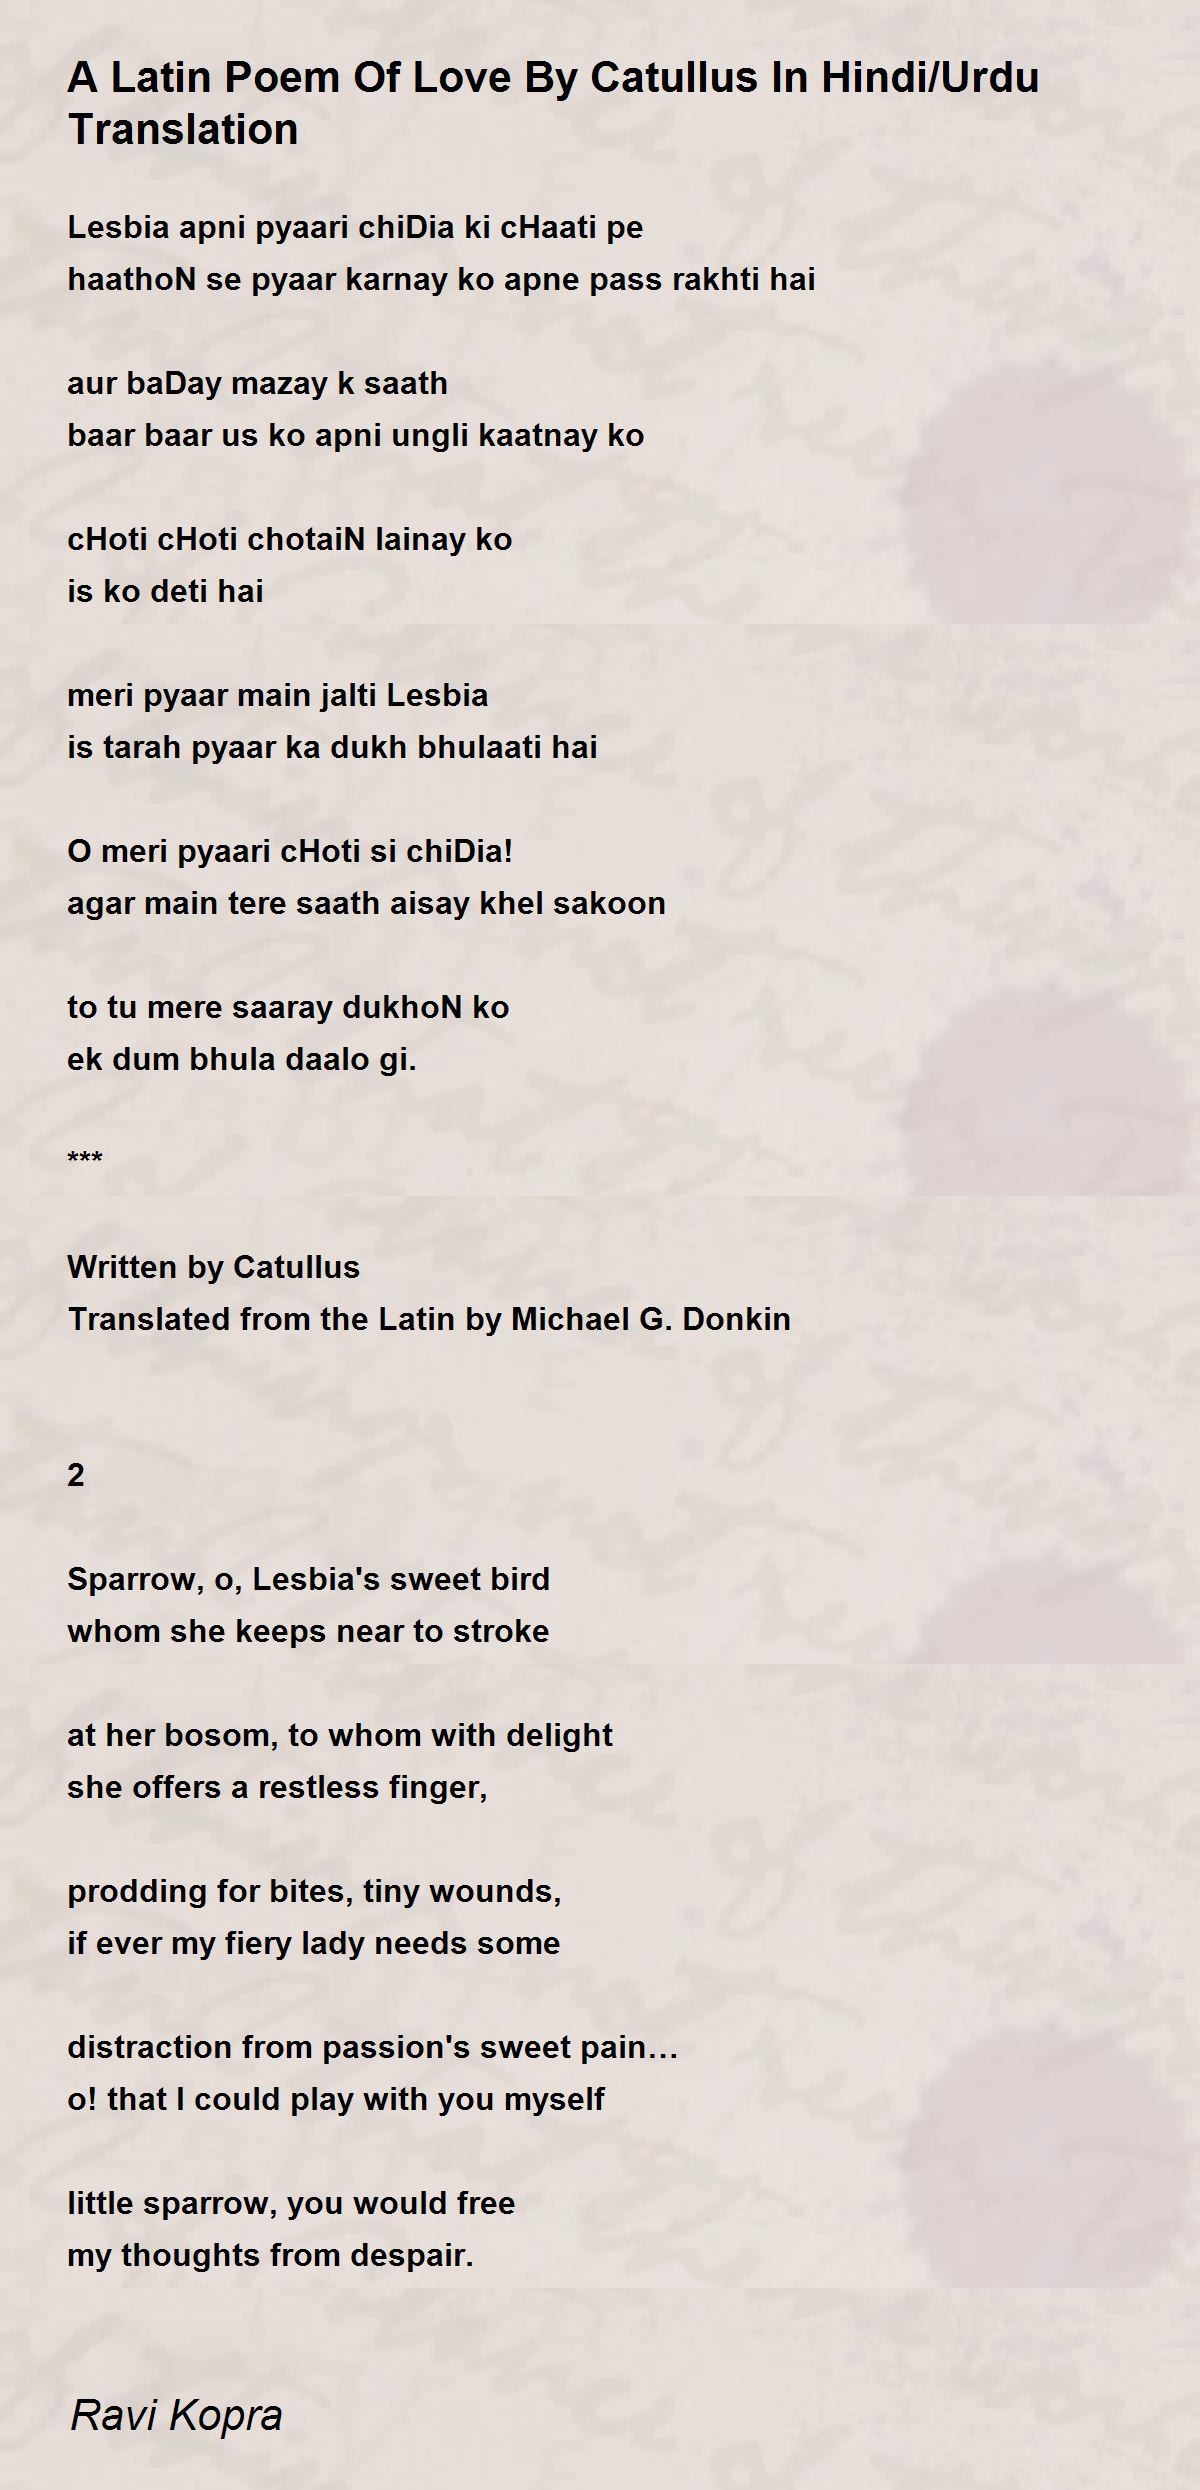 A Latin Poem Of Love By Catullus In Hindi/Urdu
Translation
Lesbia apni pyaari chiDia ki cHaati pe
haathoN se pyaar karnay ko apne pass rakhti hai
aur baDay mazay k saath
baar baar us ko apni ungli kaatnay ko
cHoti cHoti chotaiN lainay ko
is ko deti hai
meri pyaar main jalti Lesbia
is tarah pyaar ka dukh bhulaati hai
O meri pyaari cHoti si chiDia!
agar main tere saath aisay khel sakoon
to tu mere saaray dukhoN ko
ek dum bhula daalo gi.
***
Written by Catullus
Translated from the Latin by Michael G. Donkin
2
Sparrow, o, Lesbia's sweet bird
whom she keeps near to stroke
at her bosom, to whom with delight
she offers a restless finger,
prodding for bites, tiny wounds,
if ever my fiery lady needs some
distraction from passion's sweet pain…
o! that I could play with you myself
little sparrow, you would free
my thoughts from despair.
Ravi Kopra